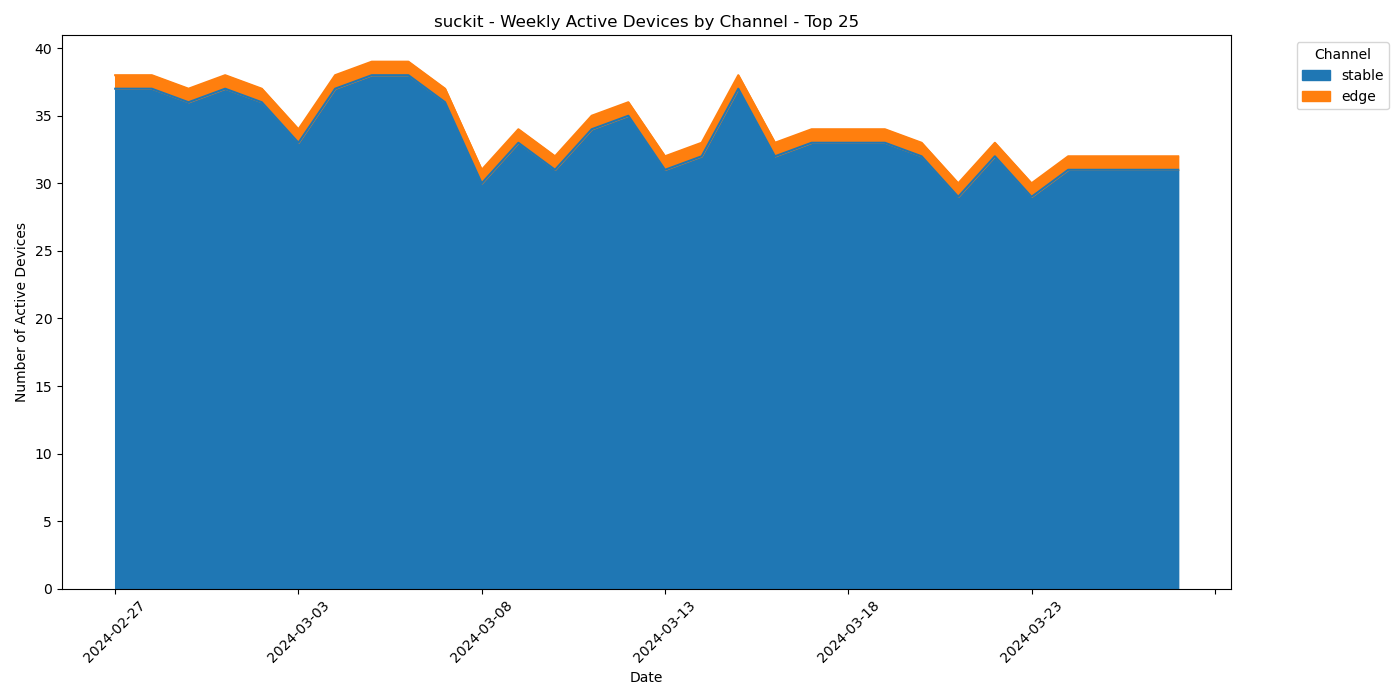 suckit - Weekly Active Devices by Channel - Top 25
Channel
stable
edge
Number of Active Devices
40
35
30
25
20
15
10
5
0
2024-02-27
2024-03-03
2024-03-08
2024-03-13
2024-03-18
2024-03-23
Date